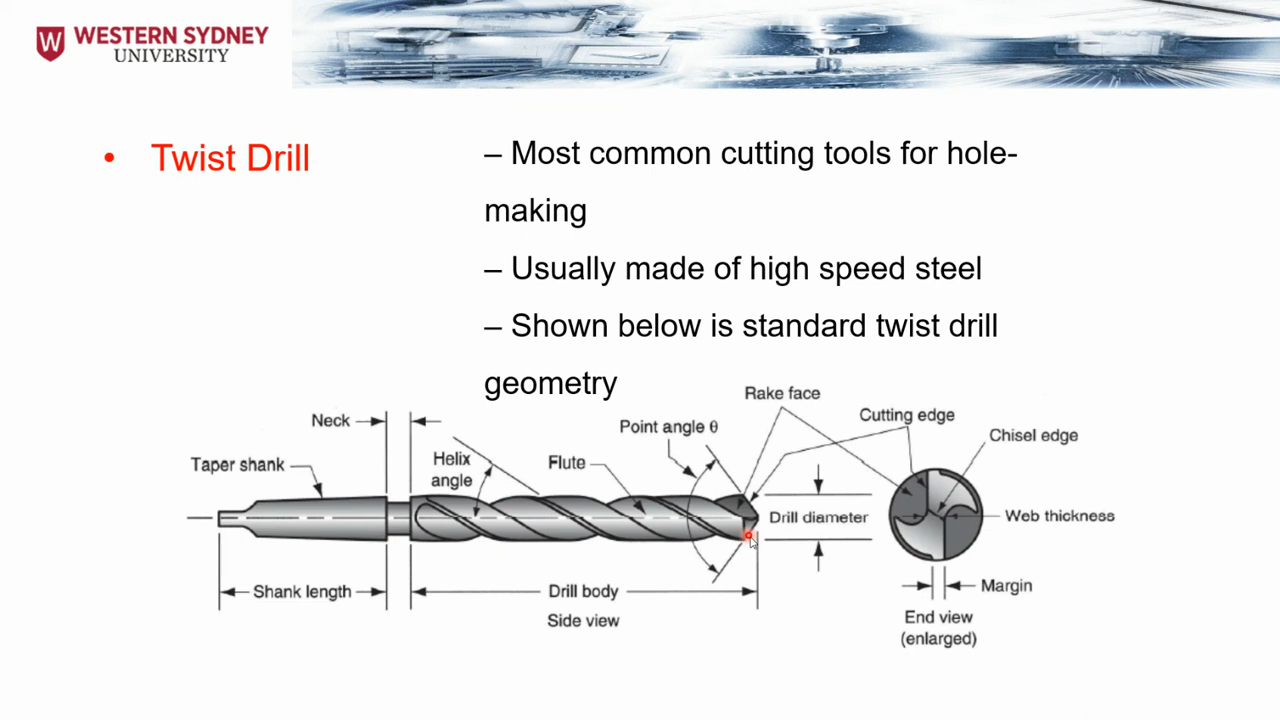 W WESTERN SYDNEY
UNIVERSITY
• Twist Drill
– Most common cutting tools for hole-
making
– Usually made of high speed steel
– Shown below is standard twist drill
geometry
Rake face
Neck
Point angle θ
Cutting edge
Chisel edge
Taper shank
Helix
angle
Flute
Drill diameter
Web thickness
Shank length
Drill body
Margin
Side view
End view
(enlarged)